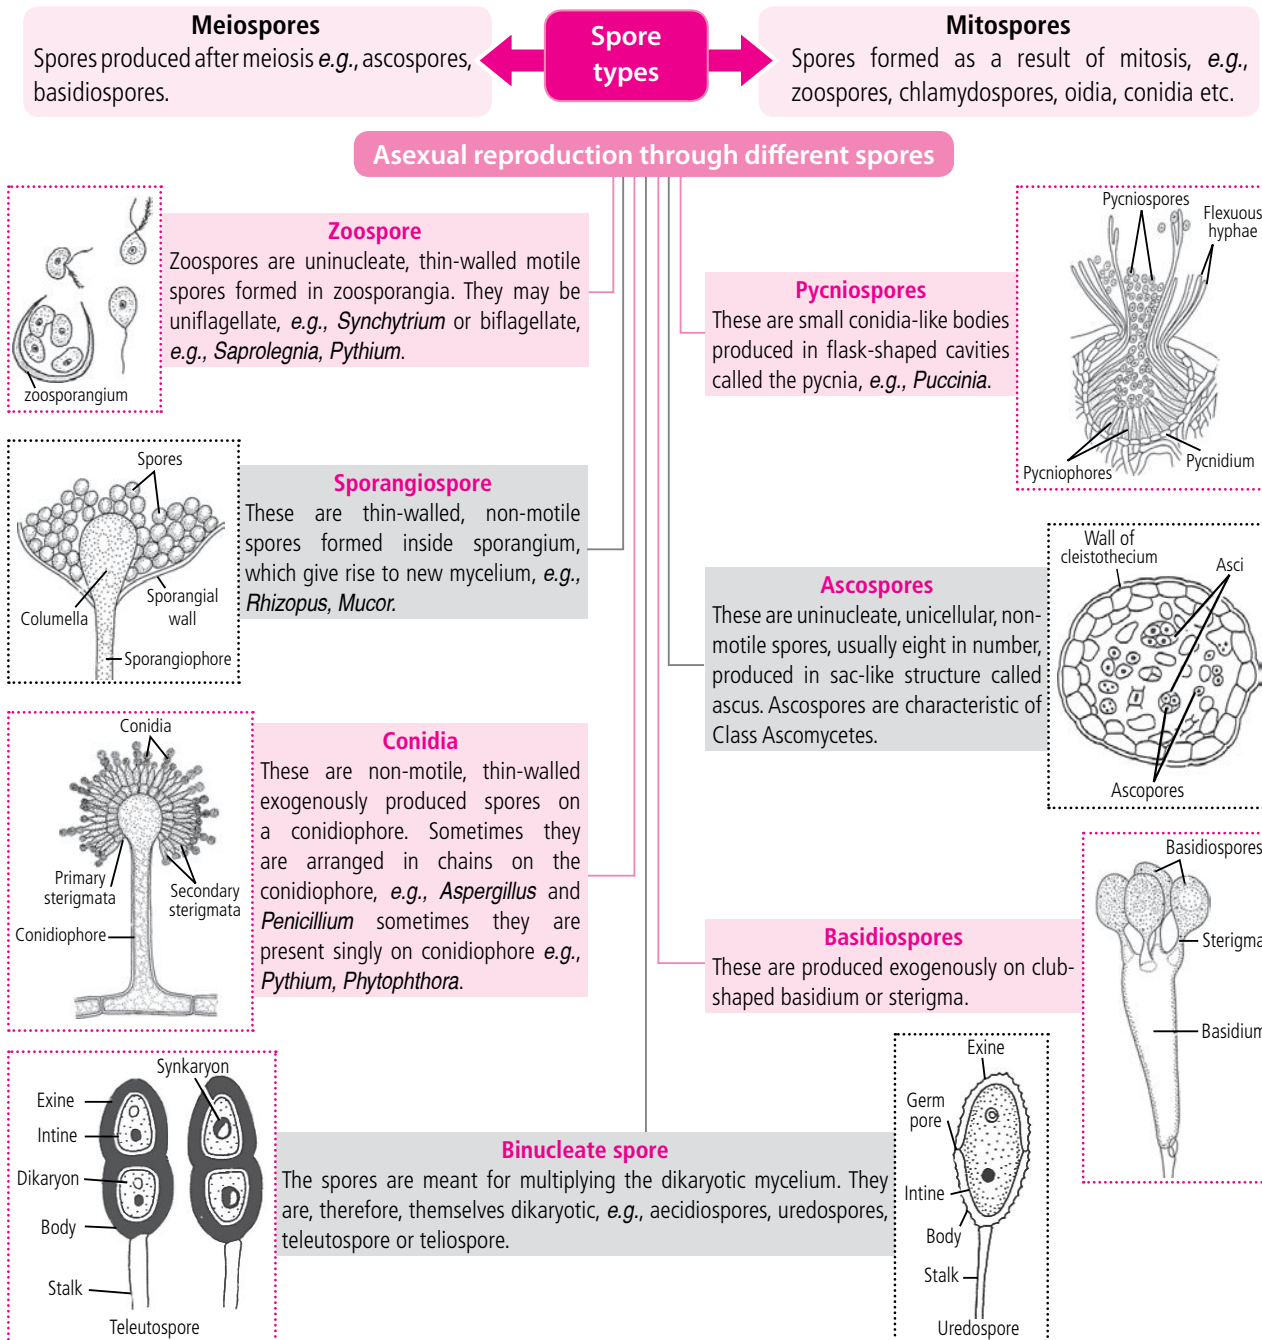 Meiospores
Spores produced after meiosis e.g., ascospores,
basidiospores.
Spore
types
Mitospores
Spores formed as a result of mitosis, e.g.,
zoospores, chlamydospores, oidia, conidia etc.
Asexual reproduction through different spores
zoosporangium
Zoospore
Zoospores are uninucleate, thin-walled motile
spores formed in zoosporangia. They may be
uniflagellate, e.g., Synchytrium or biflagellate,
e.g., Saprolegnia, Pythium.
Pycniospores
These are small conidia-like bodies
produced in flask-shaped cavities
called the pycnia, e.g., Puccinia.
Pycniospores
Flexuous
hyphae
Pycniophores
Pycnidium
Spores
Columella
Sporangial
wall
Sporangiophore
Sporangiospore
These are thin-walled, non-motile
spores formed inside sporangium,
which give rise to new mycelium, e.g.,
Rhizopus, Mucor.
Ascospores
These are uninucleate, unicellular, non-
motile spores, usually eight in number,
produced in sac-like structure called
ascus. Ascospores are characteristic of
Class Ascomycetes.
Wall of
cleistothecium
Asci
Ascopores
Conidia
Primary
sterigmata
Secondary
sterigmata
Conidiophore
Conidia
These are non-motile, thin-walled
exogenously produced spores on
a conidiophore. Sometimes they
are arranged in chains on the
conidiophore, e.g., Aspergillus and
Penicillium sometimes they are
present singly on conidiophore e.g.,
Pythium, Phytophthora.
Basidiospores
These are produced exogenously on club-
shaped basidium or sterigma.
Basidiospores
Sterigma
Basidium
Synkaryon
Exine
Intine
Dikaryon
Body
Stalk
Teleutospore
Binucleate spore
The spores are meant for multiplying the dikaryotic mycelium. They
are, therefore, themselves dikaryotic, e.g., aecidiospores, uredospores,
teleutospore or teliospore.
Exine
Germ
pore
Intine
Body
Stalk
Uredospore